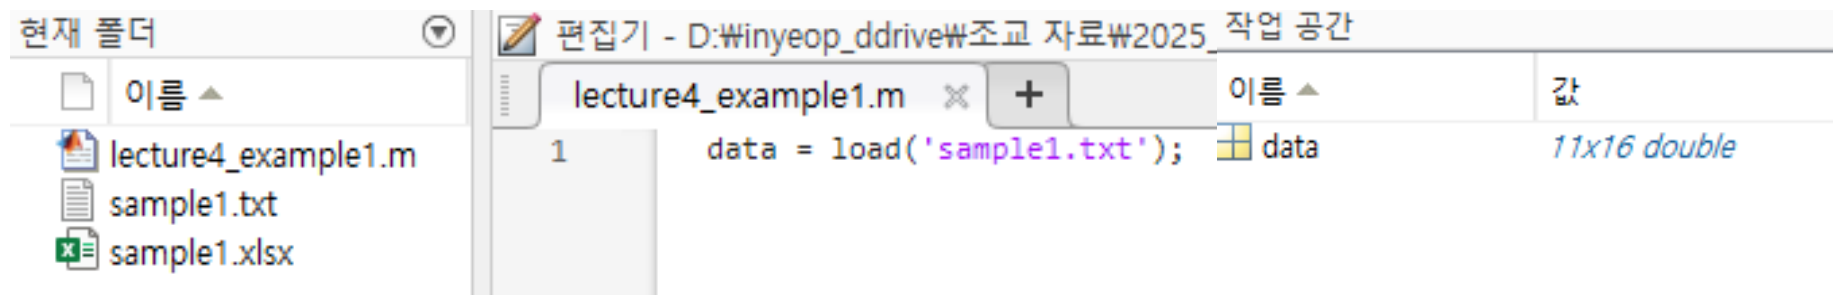 현재 폴더
이름
lecture4_example1.m
sample1.txt
sample1.xlsx
편집기 - D:₩inyeop_ddrive₩조교 자료₩2025_
lecture4_example1.m
1 data = load('sample1.txt');
작업 공간
이름 값
data 11x16 double